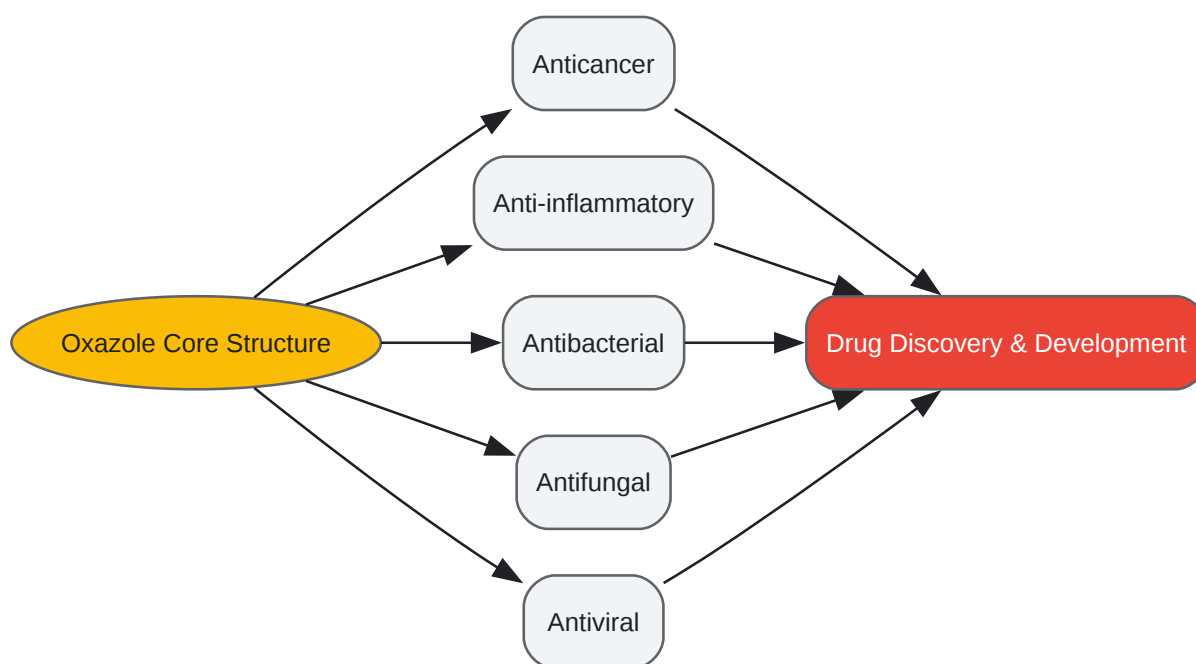 Anticancer
Anti-inflammatory
Oxazole Core Structure
Antibacterial
Drug Discovery & Development
Antifungal
Antiviral